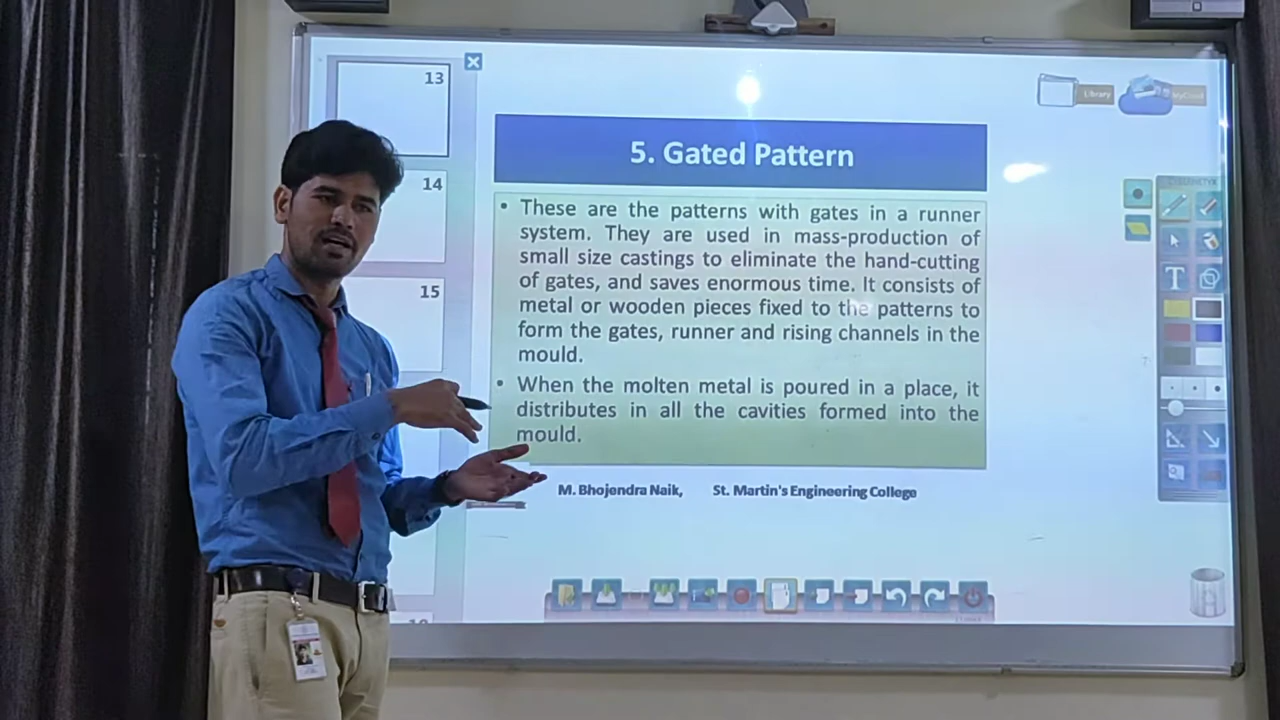 13
14
15
Library
MyCloud
5. Gated Pattern
• These are the patterns with gates in a runner
system. They are used in mass-production of
small size castings to eliminate the hand-cutting
of gates, and saves enormous time. It consists of
metal or wooden pieces fixed to the patterns to
form the gates, runner and rising channels in the
mould.
• When the molten metal is poured in a place, it
distributes in all the cavities formed into the
mould.
M. Bhojendra Naik, St. Martin's Engineering College
T